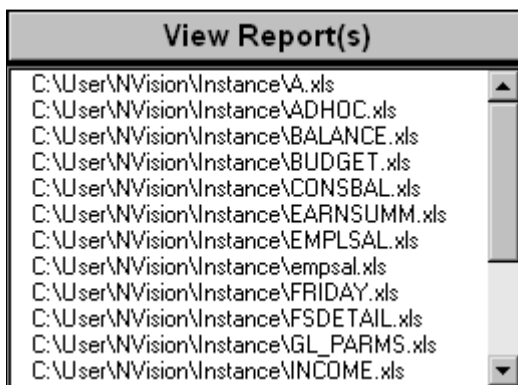 View Report(s)
C:\User\NVision\Instance\A.xls
C:\User\NVision\Instance\ADHOC.xls
C:\User\NVision\Instance\BALANCE.xls
C:\User\NVision\Instance\BUDGET.xls
C:\User\NVision\Instance\CONSBAL.xls
C:\User\NVision\Instance\EARNSUMM.xls
C:\User\NVision\Instance\EMPLSAL.xls
C:\User\NVision\Instance\empsal.xls
C:\User\NVision\Instance\FRIDAY.xls
C:\User\NVision\Instance\FSDETAIL.xls
C:\User\NVision\Instance\GL_PARMS.xls
C:\User\NVision\Instance\INCOME.xls